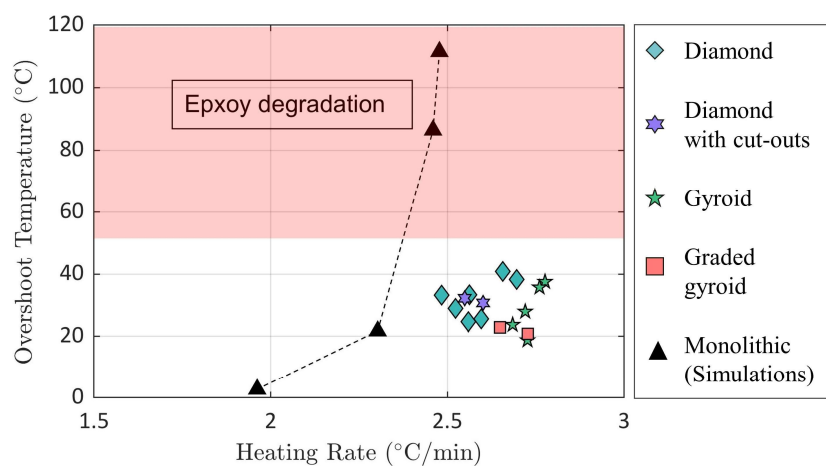 120
100
80
60
40
20
0
Overshoot Temperature (°C)
Epxoy degradation
1.5
2
2.5
3
Heating Rate (°C/min)
Diamond
Diamond
with cut-outs
Gyroid
Graded
gyroid
Monolithic
(Simulations)